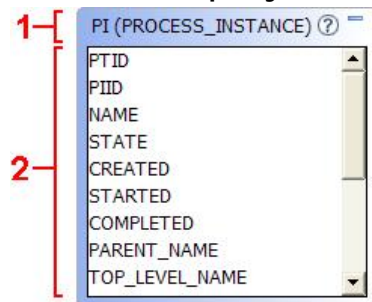 1 PI (PROCESS_INSTANCE) ?
2
PTID
PIID
NAME
STATE
CREATED
STARTED
COMPLETED
PARENT_NAME
TOP_LEVEL_NAME